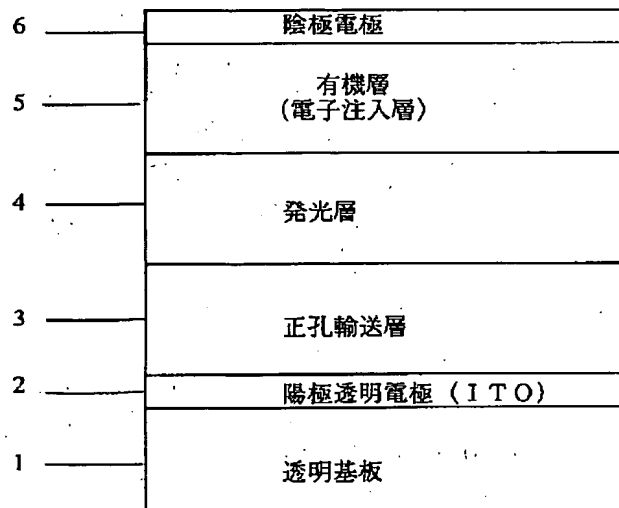 6 陰極電極
5 有機層
(電子注入層)
4 発光層
3 正孔輸送層
2 陽極透明電極 (ITO)
1 透明基板